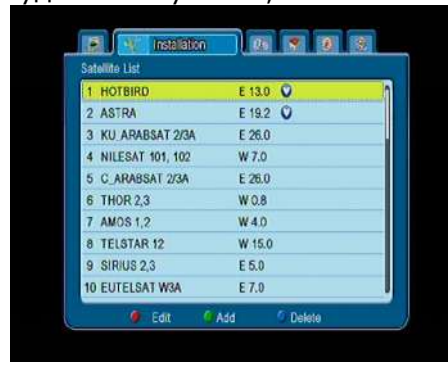 Installation
Satellite List
1 HOTBIRD E 13.0
2 ASTRA E 19.2
3 KU_ARABSAT 2/3A E 26.0
4 NILESAT 101, 102 W 7.0
5 C_ARABSAT 2/3A E 26.0
6 THOR 2,3 W 0.8
7 AMOS 1,2 W 4.0
8 TELSTAR 12 W 15.0
9 SIRIUS 2,3 E 5.0
10 EUTELSAT W3A E 7.0
Edit Add Delete